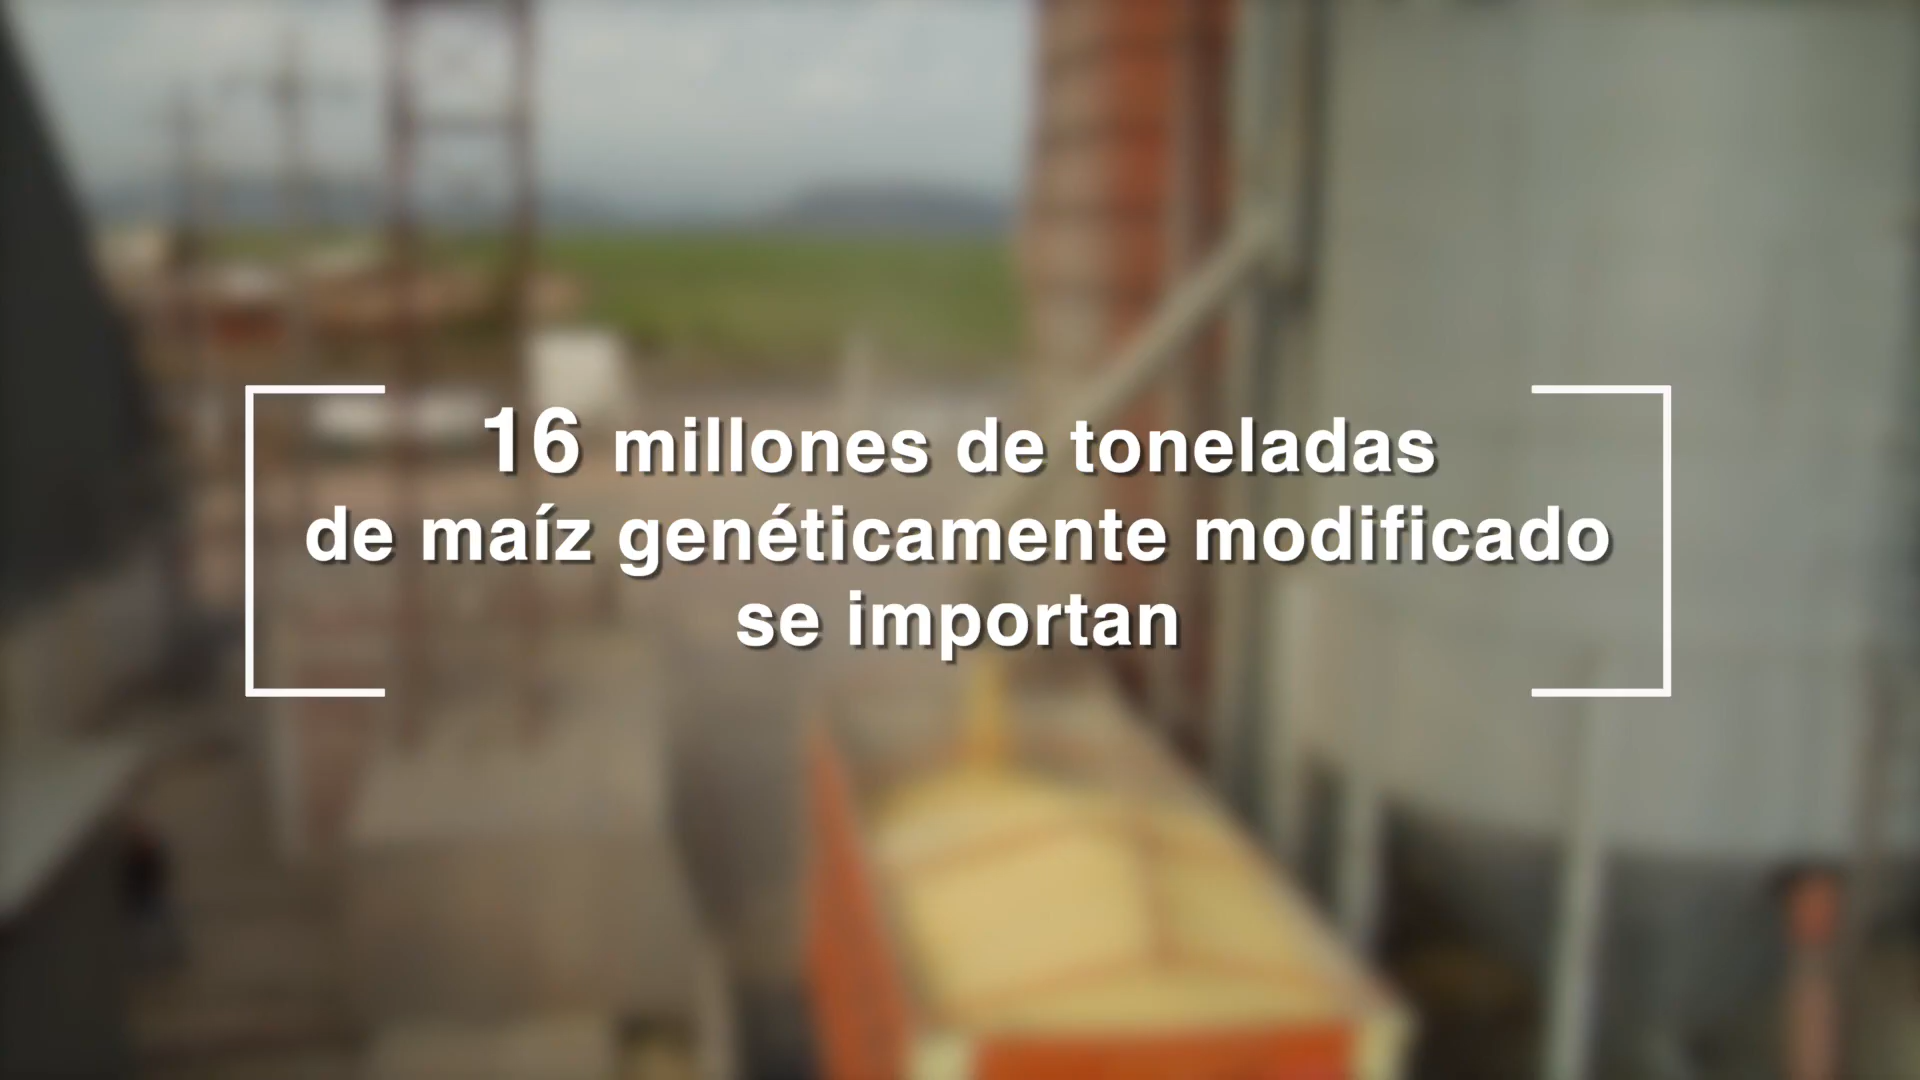 16 millones de toneladas
de maíz genéticamente modificado
se importan